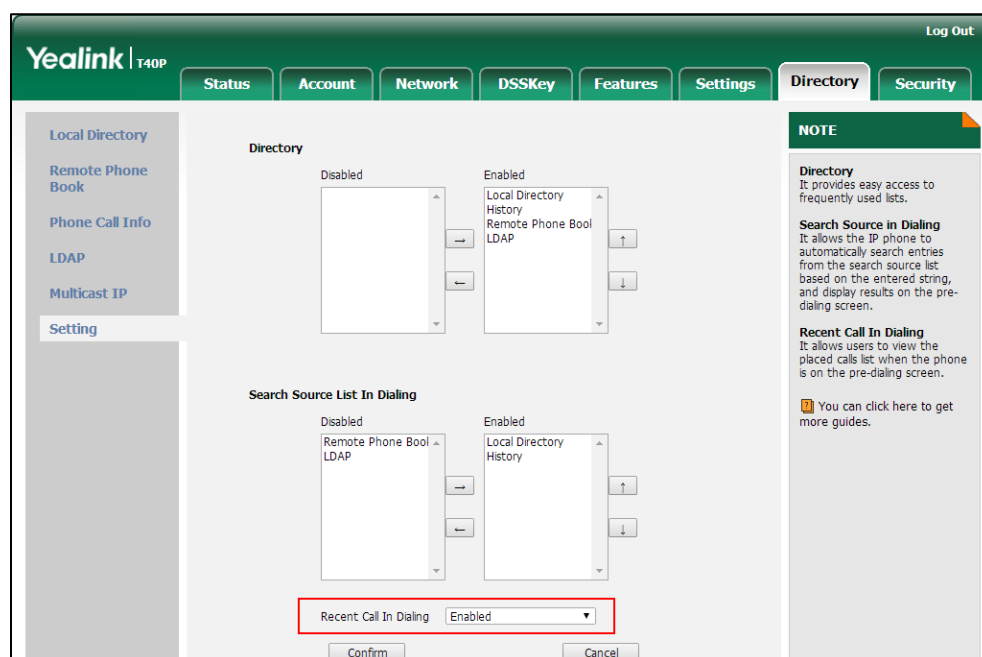 Log Out
Yealink T40P
Status Account Network DSSKey Features Settings Directory Security
Local Directory
Remote Phone
Book
Phone Call Info
LDAP
Multicast IP
Setting
Directory
Disabled Enabled
Local Directory
History
Remote Phone Bool
LDAP
→ ↑
← ↓
Search Source List In Dialing
Disabled Enabled
Remote Phone Bool
LDAP
Local Directory
History
→ ↑
← ↓
Recent Call In Dialing Enabled
Confirm Cancel
NOTE
Directory
It provides easy access to
frequently used lists.
Search Source in Dialing
It allows the IP phone to
automatically search entries
from the search source list
based on the entered string,
and display results on the pre-
dialing screen.
Recent Call In Dialing
It allows users to view the
placed calls list when the phone
is on the pre-dialing screen.
? You can click here to get
more guides.